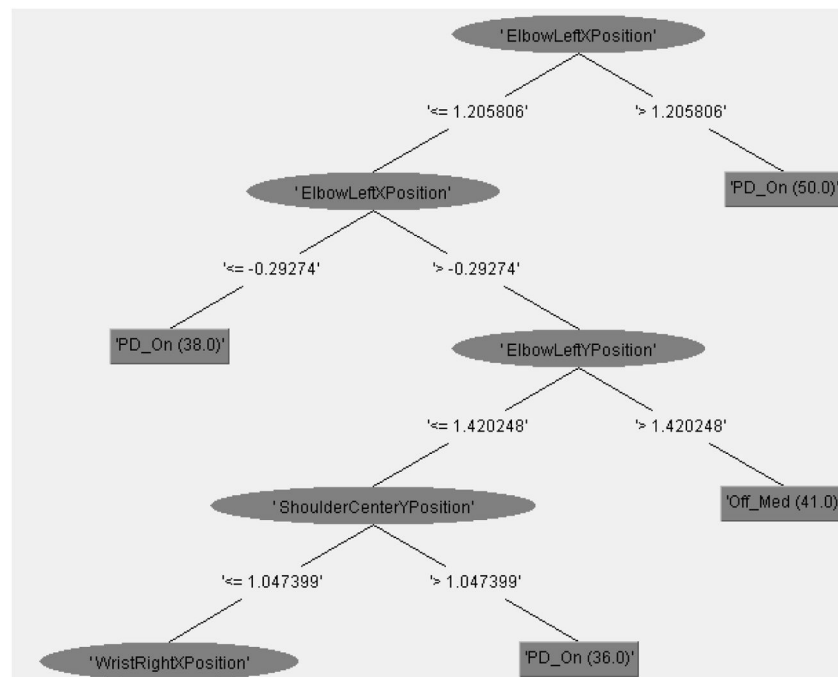 'ElbowLeftXPosition'
'<= 1.205806' '> 1.205806'
'ElbowLeftXPosition' 'PD_On (50.0)'
'<= -0.29274' '> -0.29274'
'PD_On (38.0)' 'ElbowLeftYPosition'
'<= 1.420248' '> 1.420248'
'ShoulderCenterYPosition' 'Off_Med (41.0)
'<= 1.047399' '> 1.047399'
'WristRightXPosition' 'PD_On (36.0)'